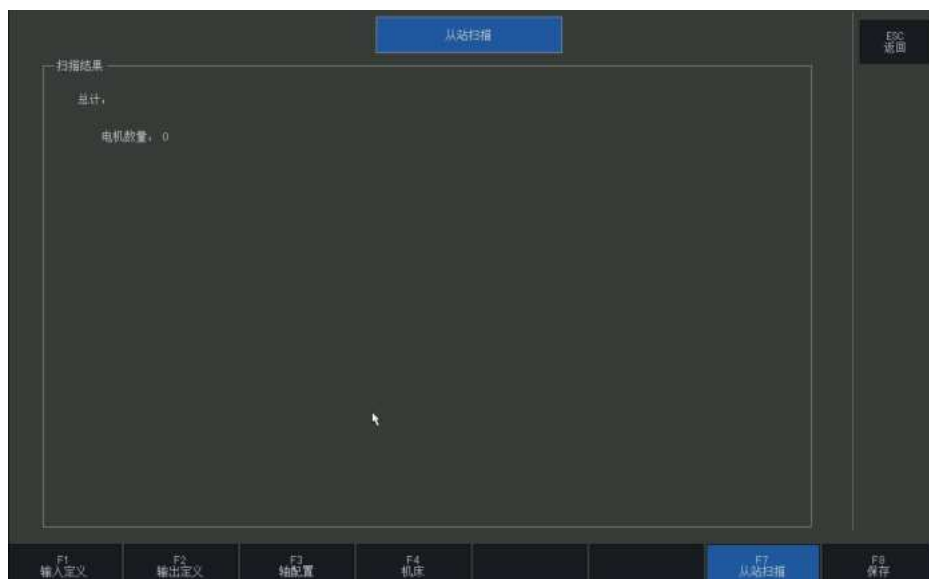 从站扫描
ESC
返回
扫描结果
总计,
电机数量, 0
F1
输入定义
F2
输出定义
F3
轴配置
F4
机床
F7
从站扫描
F8
保存